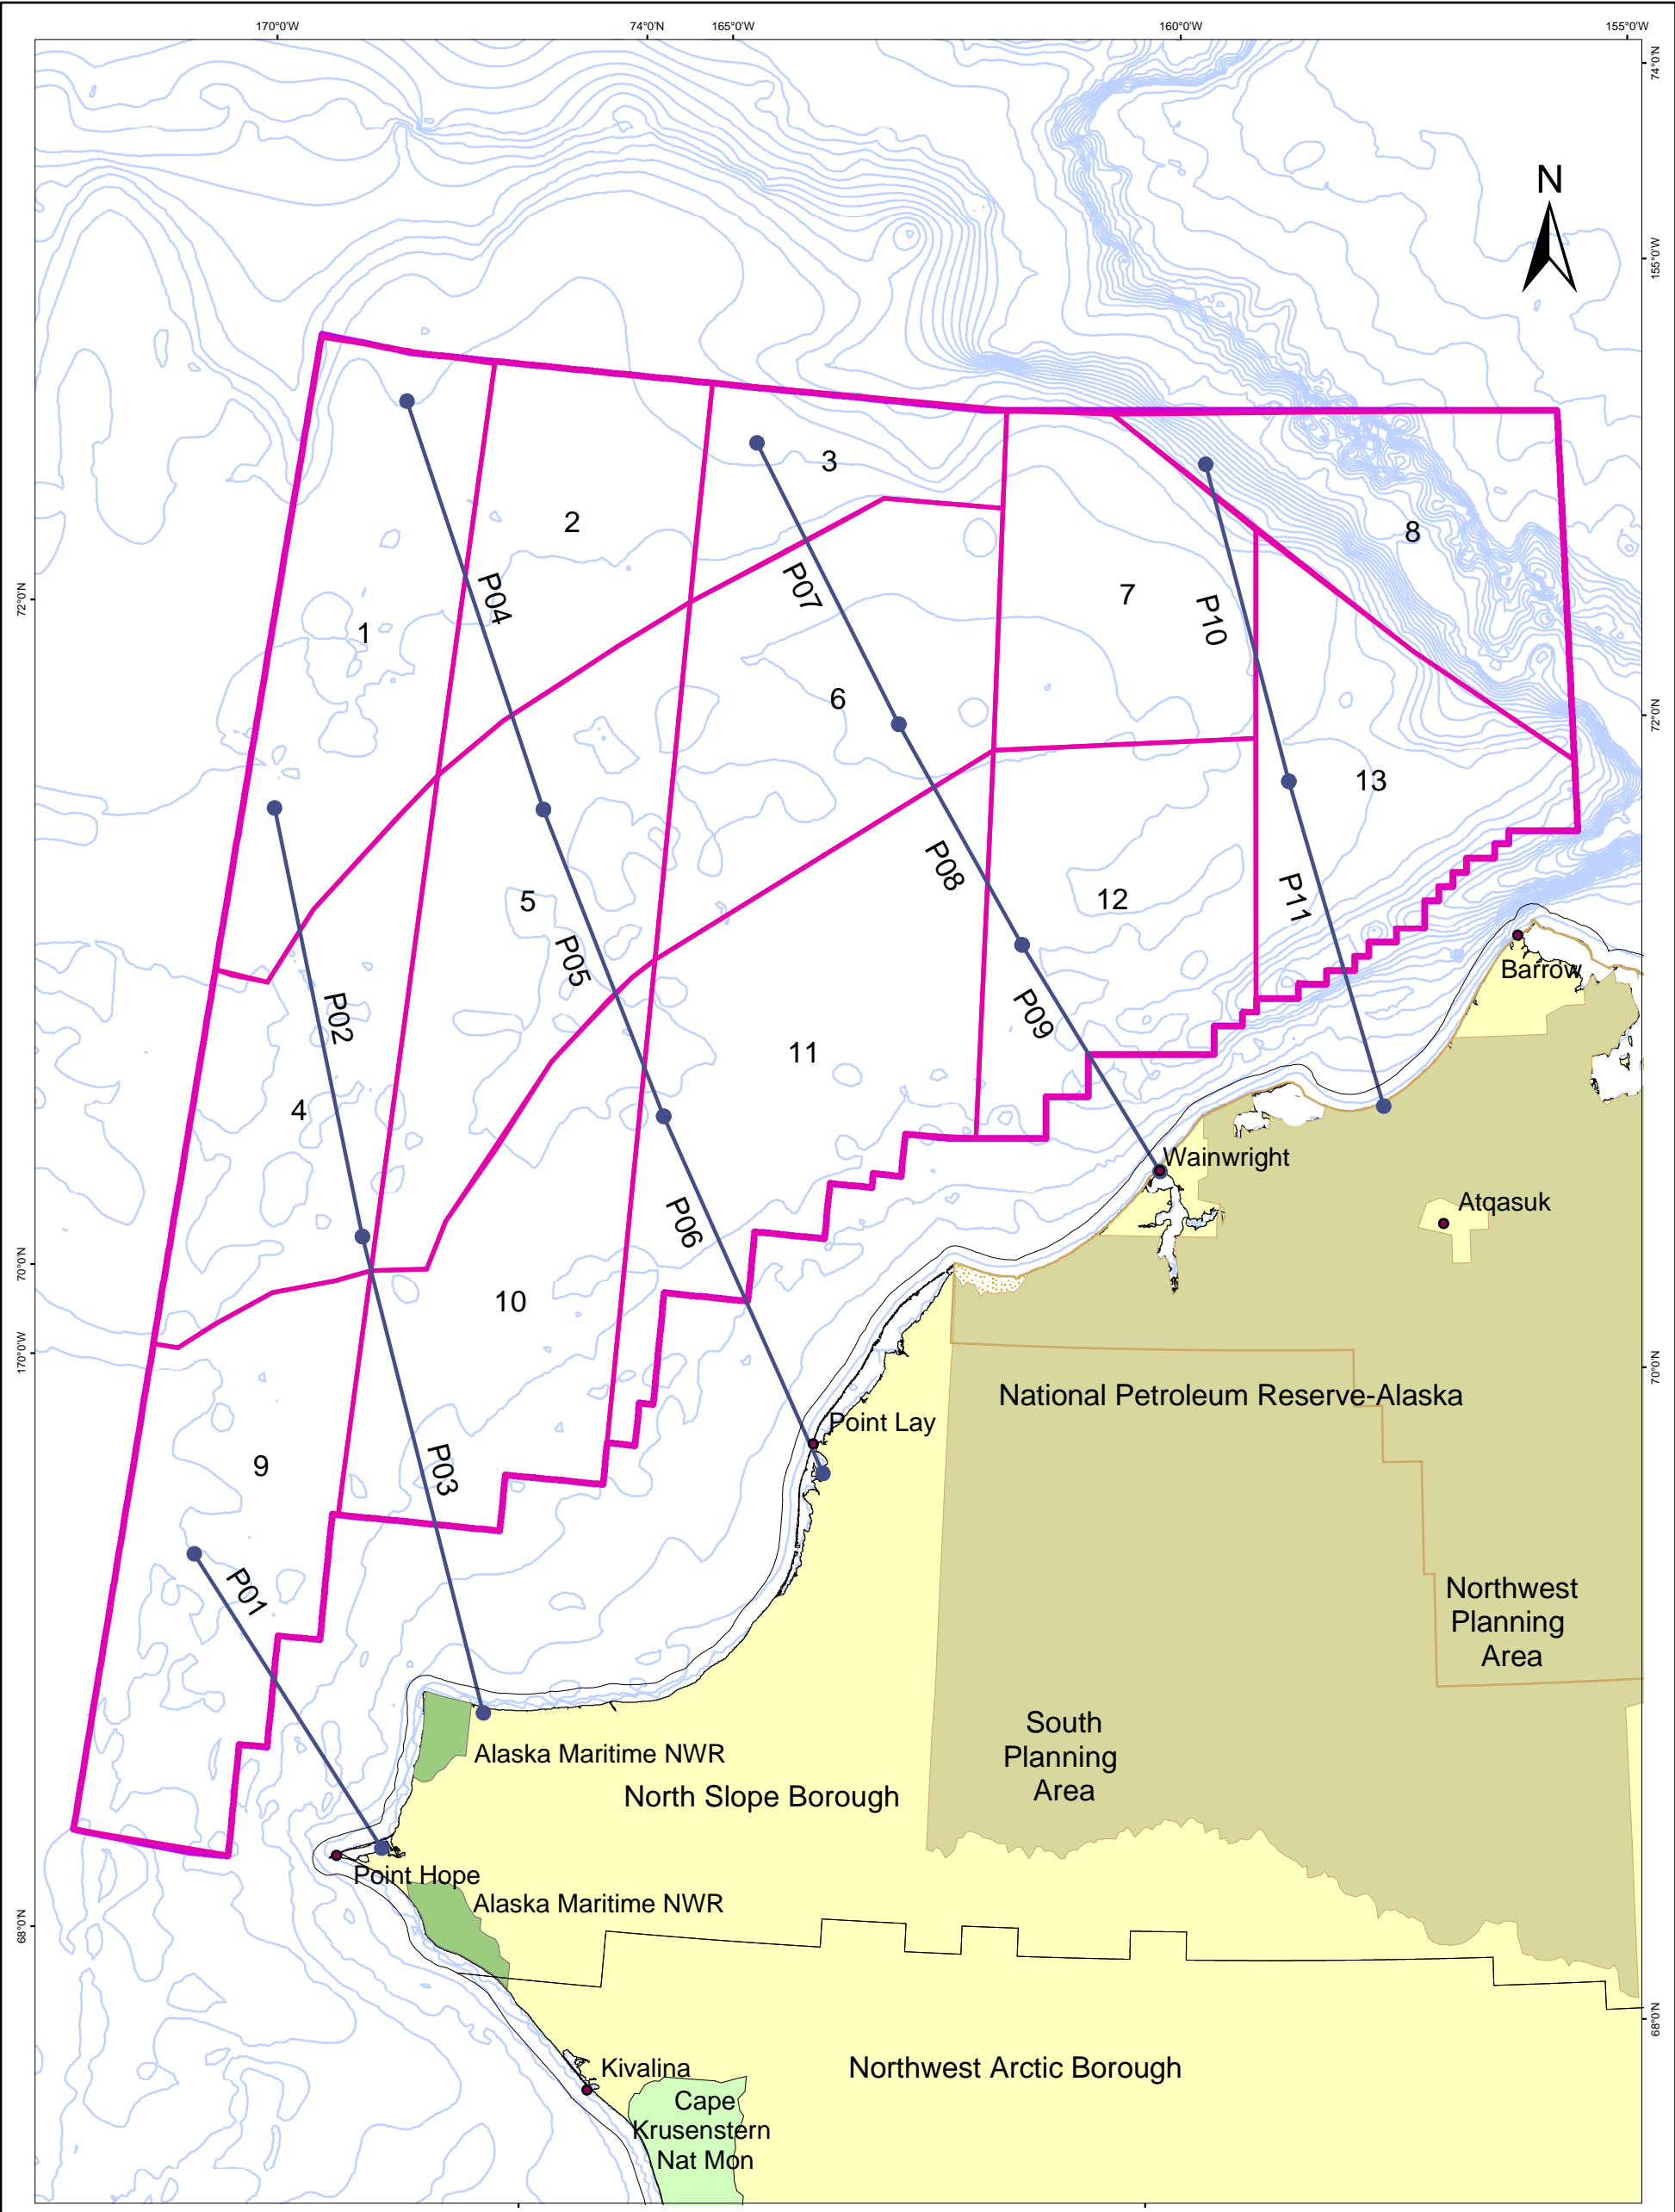 170°0'W
74°0'N
165°0'W
160°0'W
155°0'W
74°0'N
N
155°0'W
3
2
8
P07
P04
7
72°0'N
P10
1
6
72°0'N
13
P08
5
12
P11
P05
Barrow
P02
P09
11
4
Wainwright
Atqasuk
P06
70°0'N
10
170°0'W
70°0'N
National Petroleum Reserve-Alaska
Point Lay
9
P03
P01
Northwest
Planning
Area
South
Planning
Area
Alaska Maritime NWR
North Slope Borough
Point Hope
Alaska Maritime NWR
68°0'N
68°0'N
Kivalina
Northwest Arctic Borough
Cape
Krusenstern
Nat Mon